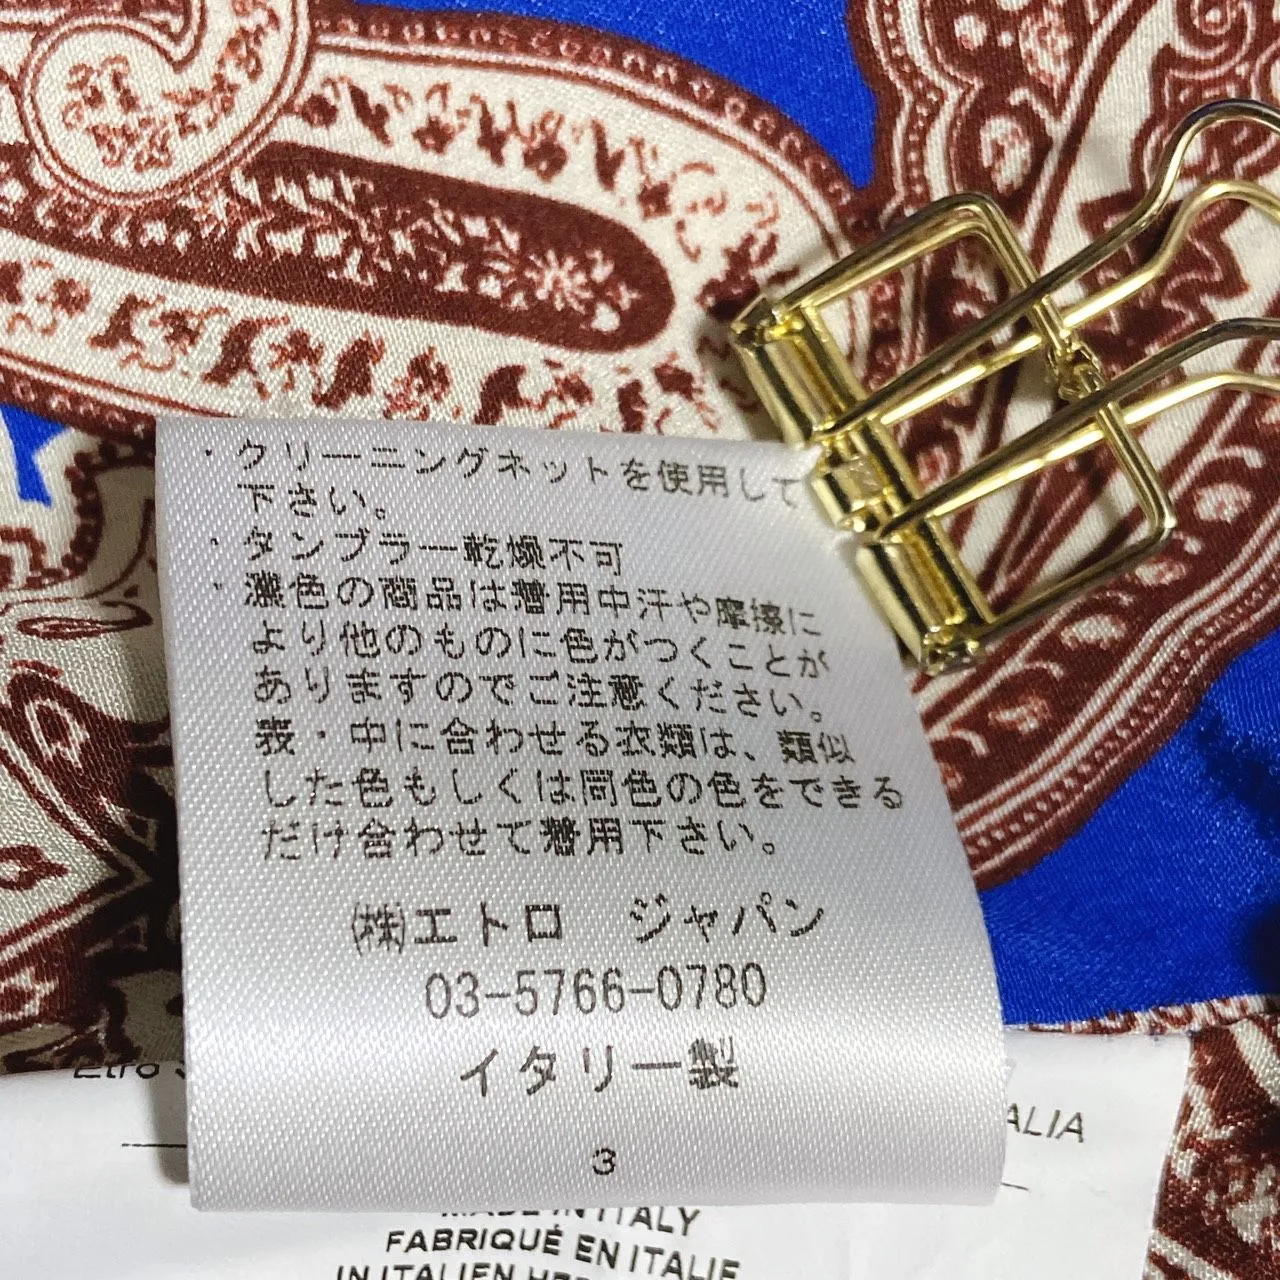 ・クリーニングネットを使用して
下さい。
・タンブラー乾燥不可
・濃色の商品は着用中汗や摩擦に
より他のものに色がつくことが
ありますのでご注意ください。
表・中に合わせる衣類は、類似
した色もしくは同色の色をできる
だけ合わせて着用下さい。
㈱エトロ ジャパン
03-5766-0780
イタリー製
3
Etro
ALIA
MADE IN ITALY
FABRIQUÉ EN ITALIE
IN ITALIEN